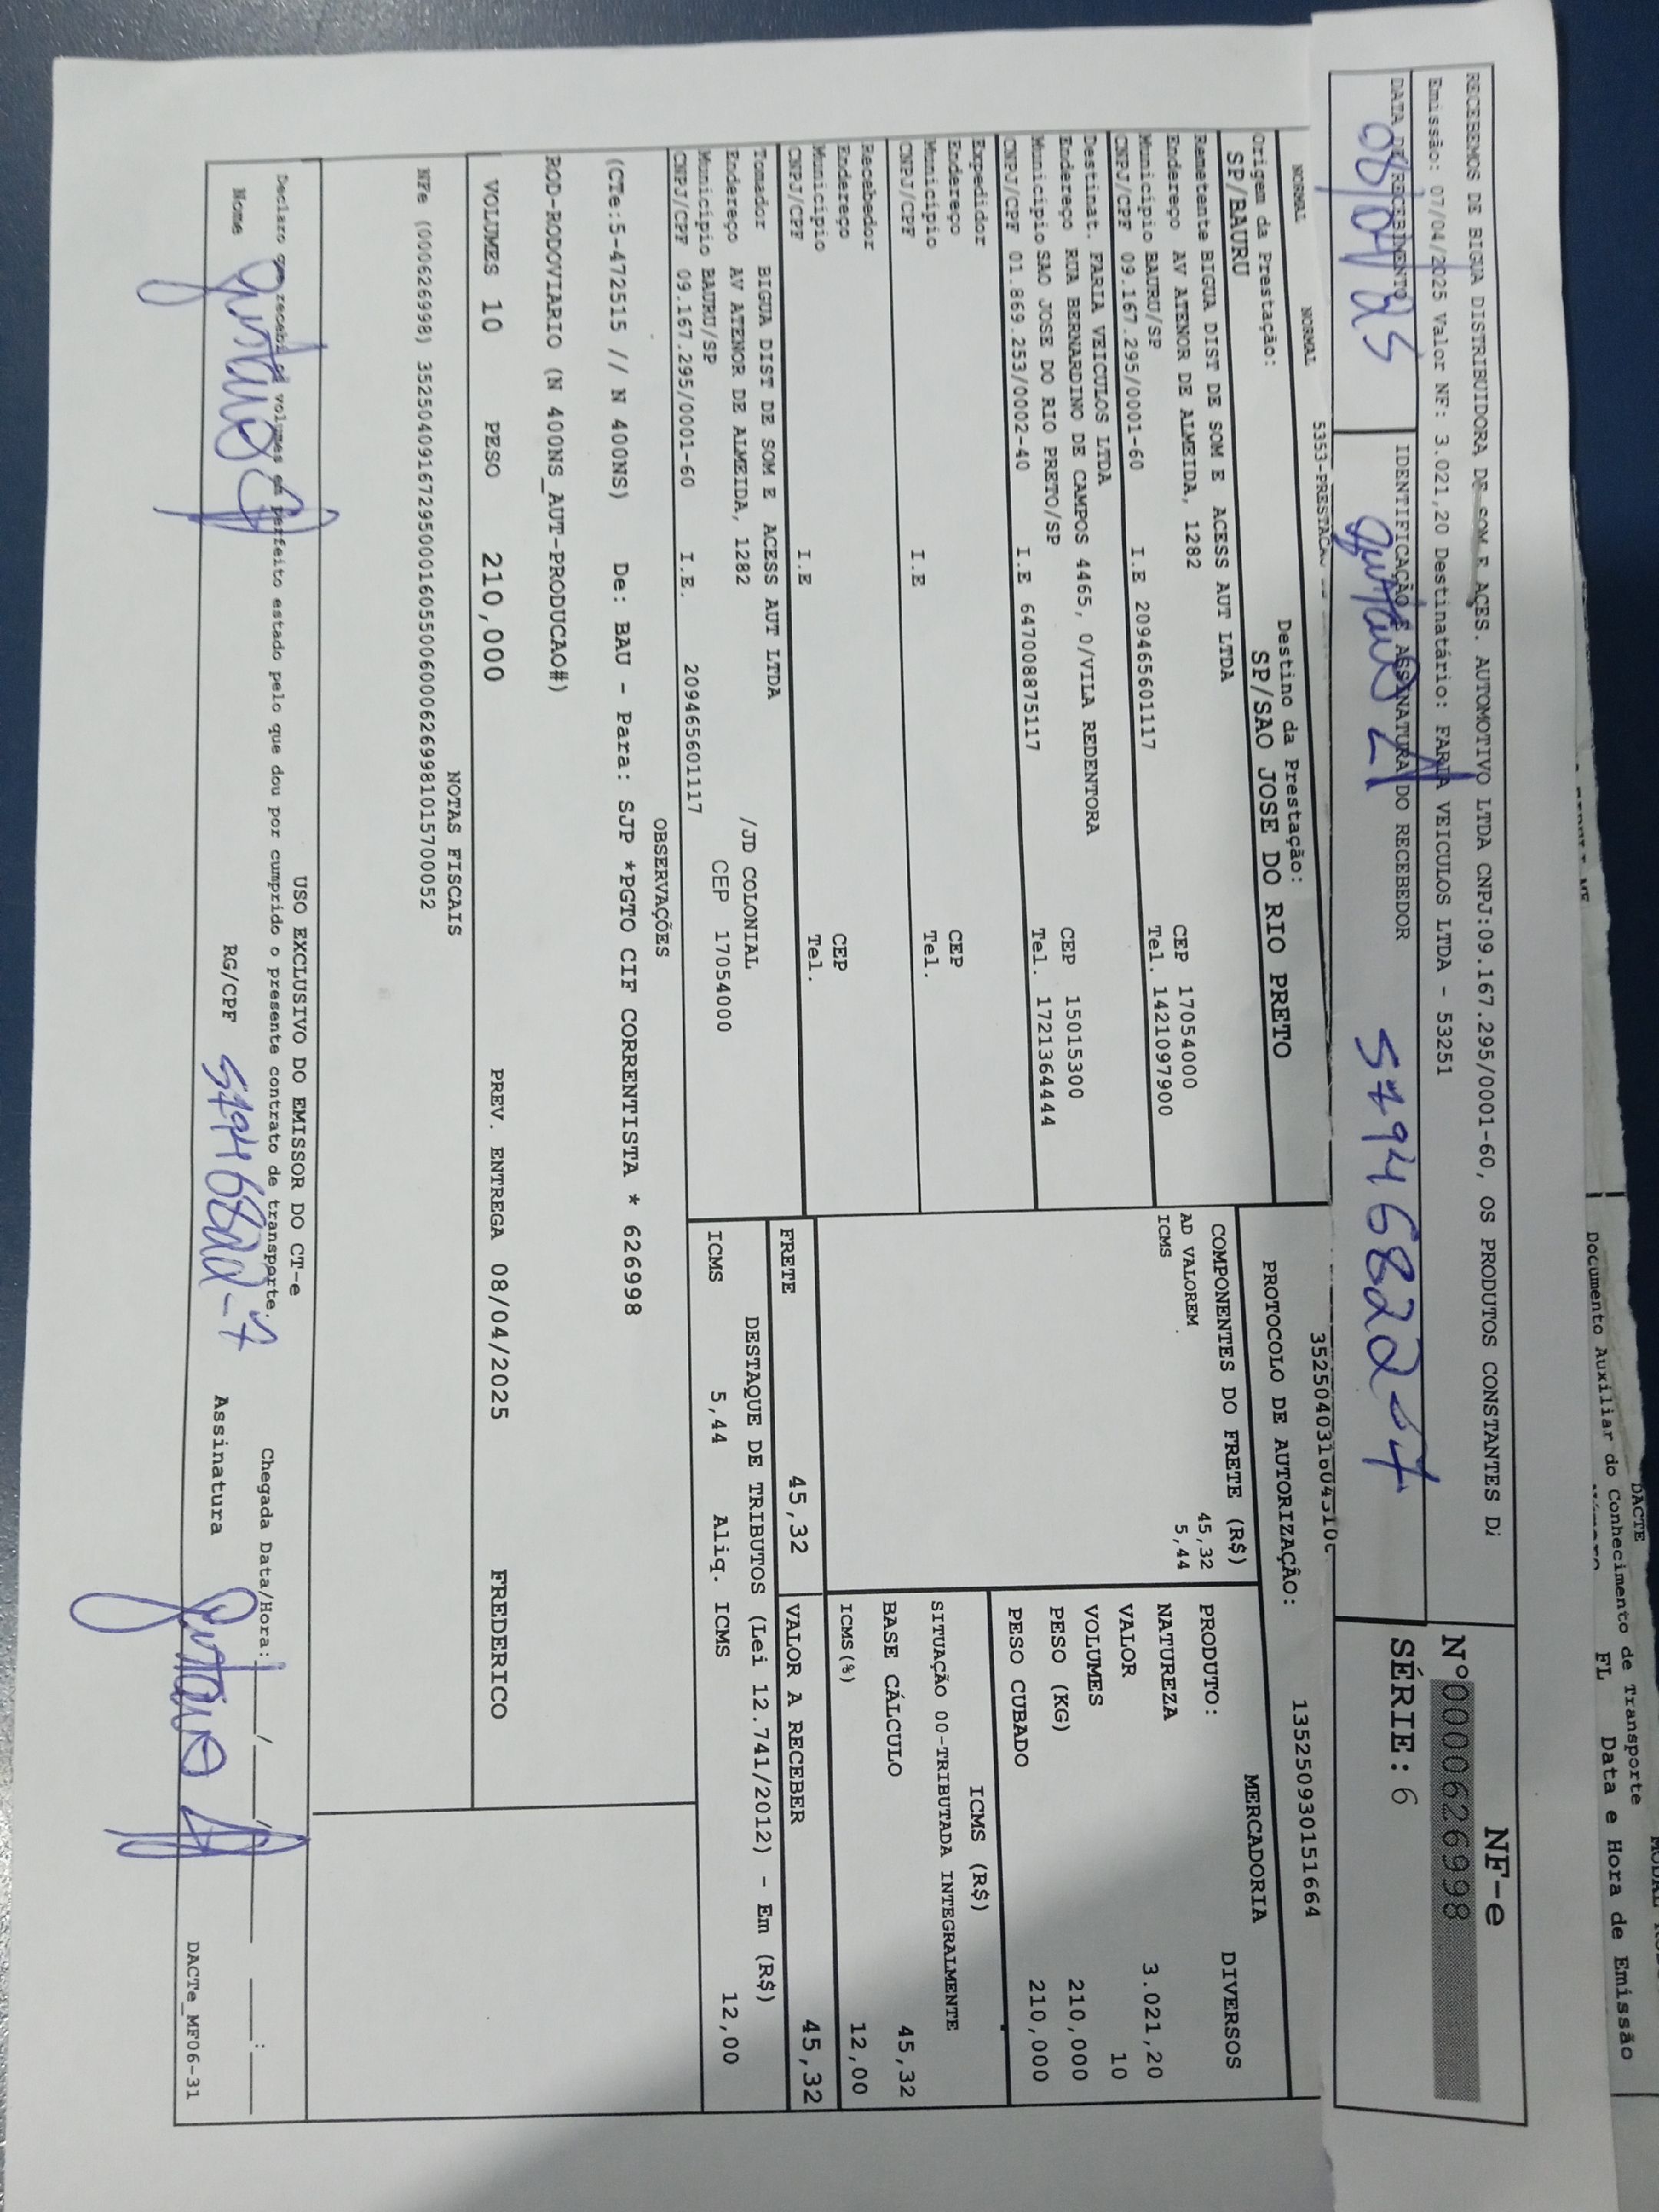 DACTE
Documento Auxiliar do Conhecimento de Transporte
FL Data e Hora de Emissão
RECEBEMOS DE BIGUA DISTRIBUIDORA DE SOM E ACES. AUTOMOTIVO LTDA CNPJ:09.167.295/0001-60, OS PRODUTOS CONSTANTES
Emissão: 07/04/2025 Valor NF: 3.021,20 Destinatário: FARIA VEICULOS LTDA - 53251
NF-e
N°000626998
SÉRIE: 6
DATA DE RECEBIMENTO
IDENTIFICAÇÃO E ASSINATURA DO RECEBEDOR
08/04/25
57946822-7
NORMAL NORMAL
Origem da Prestação:
SP/BAURU
Destino da Prestação:
SP/SAO JOSE DO RIO PRETO
PROTOCOLO DE AUTORIZAÇÃO: 135250930151664
Remetente BIGUA DIST DE SOM E ACESS AUT LTDA
Endereço AV ATENOR DE ALMEIDA, 1282 CEP 17054000
Município BAURU/SP Tel. 1421097900
CNPJ/CPF 09.167.295/0001-60 I.E 209465601117
Destinat. FARIA VEICULOS LTDA
Endereço RUA BERNARDINO DE CAMPOS 4465, 0/VILA REDENTORA CEP 15015300
Município SAO JOSE DO RIO PRETO/SP Tel. 1721364444
CNPJ/CPF 01.869.253/0002-40 I.E 647008875117
Expedidor
Endereço CEP
Município Tel.
CNPJ/CPF I.E
Recebedor
Endereço CEP
Município Tel.
CNPJ/CPF I.E
Tomador BIGUA DIST DE SOM E ACESS AUT LTDA
Endereço AV ATENOR DE ALMEIDA, 1282 /JD COLONIAL
Município BAURU/SP CEP 17054000
CNPJ/CPF 09.167.295/0001-60 I.E. 209465601117
COMPONENTES DO FRETE (R$)
AD VALOREM 45,32
ICMS 5,44
MERCADORIA
PRODUTO: DIVERSOS
NATUREZA
VALOR 3.021,20
VOLUMES 10
PESO (KG) 210,000
PESO CUBADO 210,000
ICMS (R$)
SITUAÇÃO 00-TRIBUTADA INTEGRALMENTE
BASE CÁLCULO 45,32
ICMS(%) 12,00
FRETE 45,32
VALOR A RECEBER 45,32
DESTAQUE DE TRIBUTOS (Lei 12.741/2012) - Em (R$)
ICMS 5,44 Aliq. ICMS 12,00
OBSERVAÇÕES
(CTe:5-472515 // N 400NS) De: BAU - Para: SJP *PGTO CIF CORRENTISTA * 626998
ROD-RODOVIARIO (N 400NS_AUT-PRODUCAO#)
VOLUMES 10 PESO 210,000 PREV. ENTREGA 08/04/2025 FREDERICO
NOTAS FISCAIS
NFe (000626998) 35250409167295000160550060006269981015700052
USO EXCLUSIVO DO EMISSOR DO CT-e
Declaro que recebi os volumes em perfeito estado pelo que dou por cumprido o presente contrato de transporte.
Chegada Data/Hora:
Nome
RG/CPF 57946822-7
Assinatura
DACTe_MF06-31